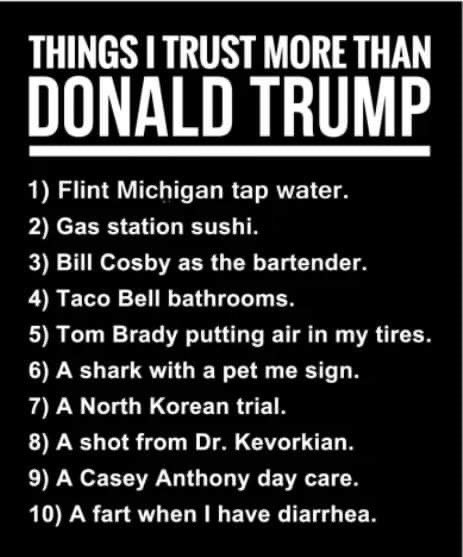 THINGS I TRUST MORE THAN
DONALD TRUMP
1) Flint Michigan tap water.
2) Gas station sushi.
3) Bill Cosby as the bartender.
4) Taco Bell bathrooms.
5) Tom Brady putting air in my tires.
6) A shark with a pet me sign.
7) A North Korean trial.
8) A shot from Dr. Kevorkian.
9) A Casey Anthony day care.
10) A fart when I have diarrhea.